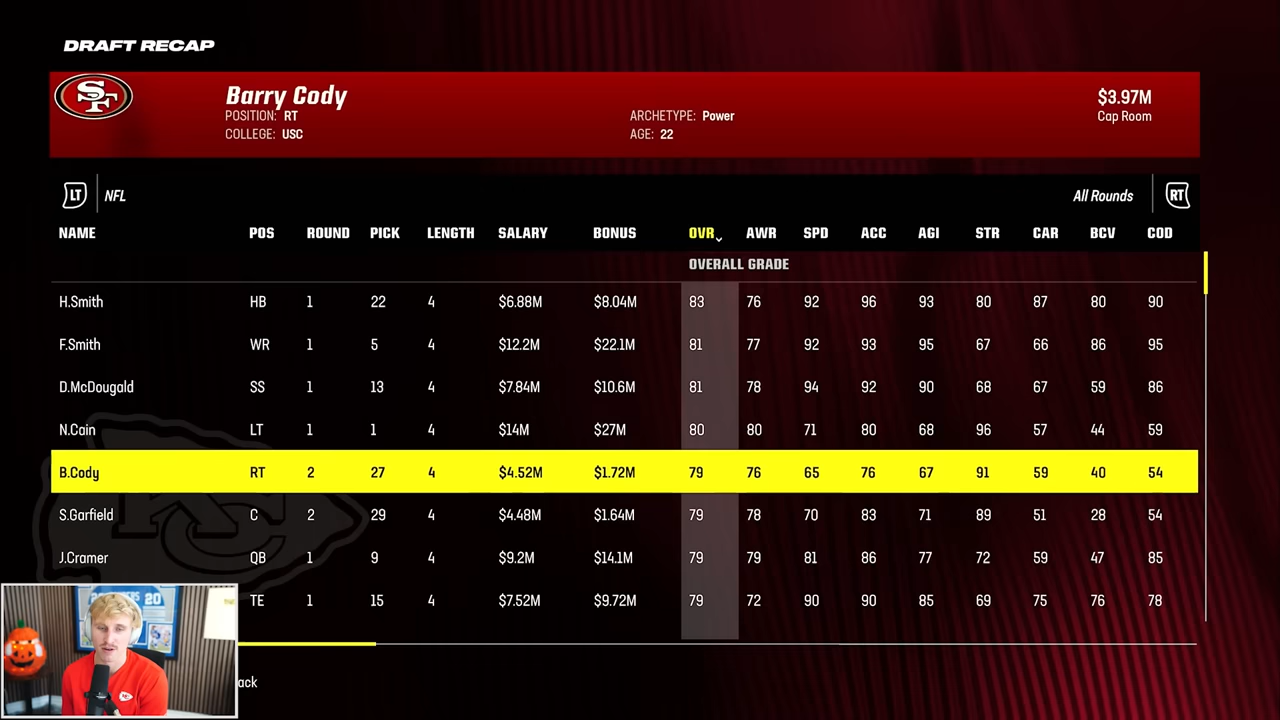 DRAFT RECAP
SF
Barry Cody
POSITION: RT
COLLEGE: USC
ARCHETYPE: Power
AGE: 22
$3.97M
Cap Room
LT NFL
All Rounds RT
NAME POS ROUND PICK LENGTH SALARY BONUS OVR AWR SPD ACC AGI STR CAR BCV COD
OVERALL GRADE
H.Smith HB 1 22 4 $6.88M $8.04M 83 76 92 96 93 80 87 80 90
F.Smith WR 1 5 4 $12.2M $22.1M 81 77 92 93 95 67 66 86 95
D.McDougald SS 1 13 4 $7.84M $10.6M 81 78 94 92 90 68 67 59 86
N.Cain LT 1 1 4 $14M $27M 80 80 71 80 68 96 57 44 59
B.Cody RT 2 27 4 $4.52M $1.72M 79 76 65 76 67 91 59 40 54
S.Garfield C 2 29 4 $4.48M $1.64M 79 78 70 83 71 89 51 28 54
J.Cramer QB 1 9 4 $9.2M $14.1M 79 79 81 86 77 72 59 47 85
TE 1 15 4 $7.52M $9.72M 79 72 90 90 85 69 75 76 78
20
ack